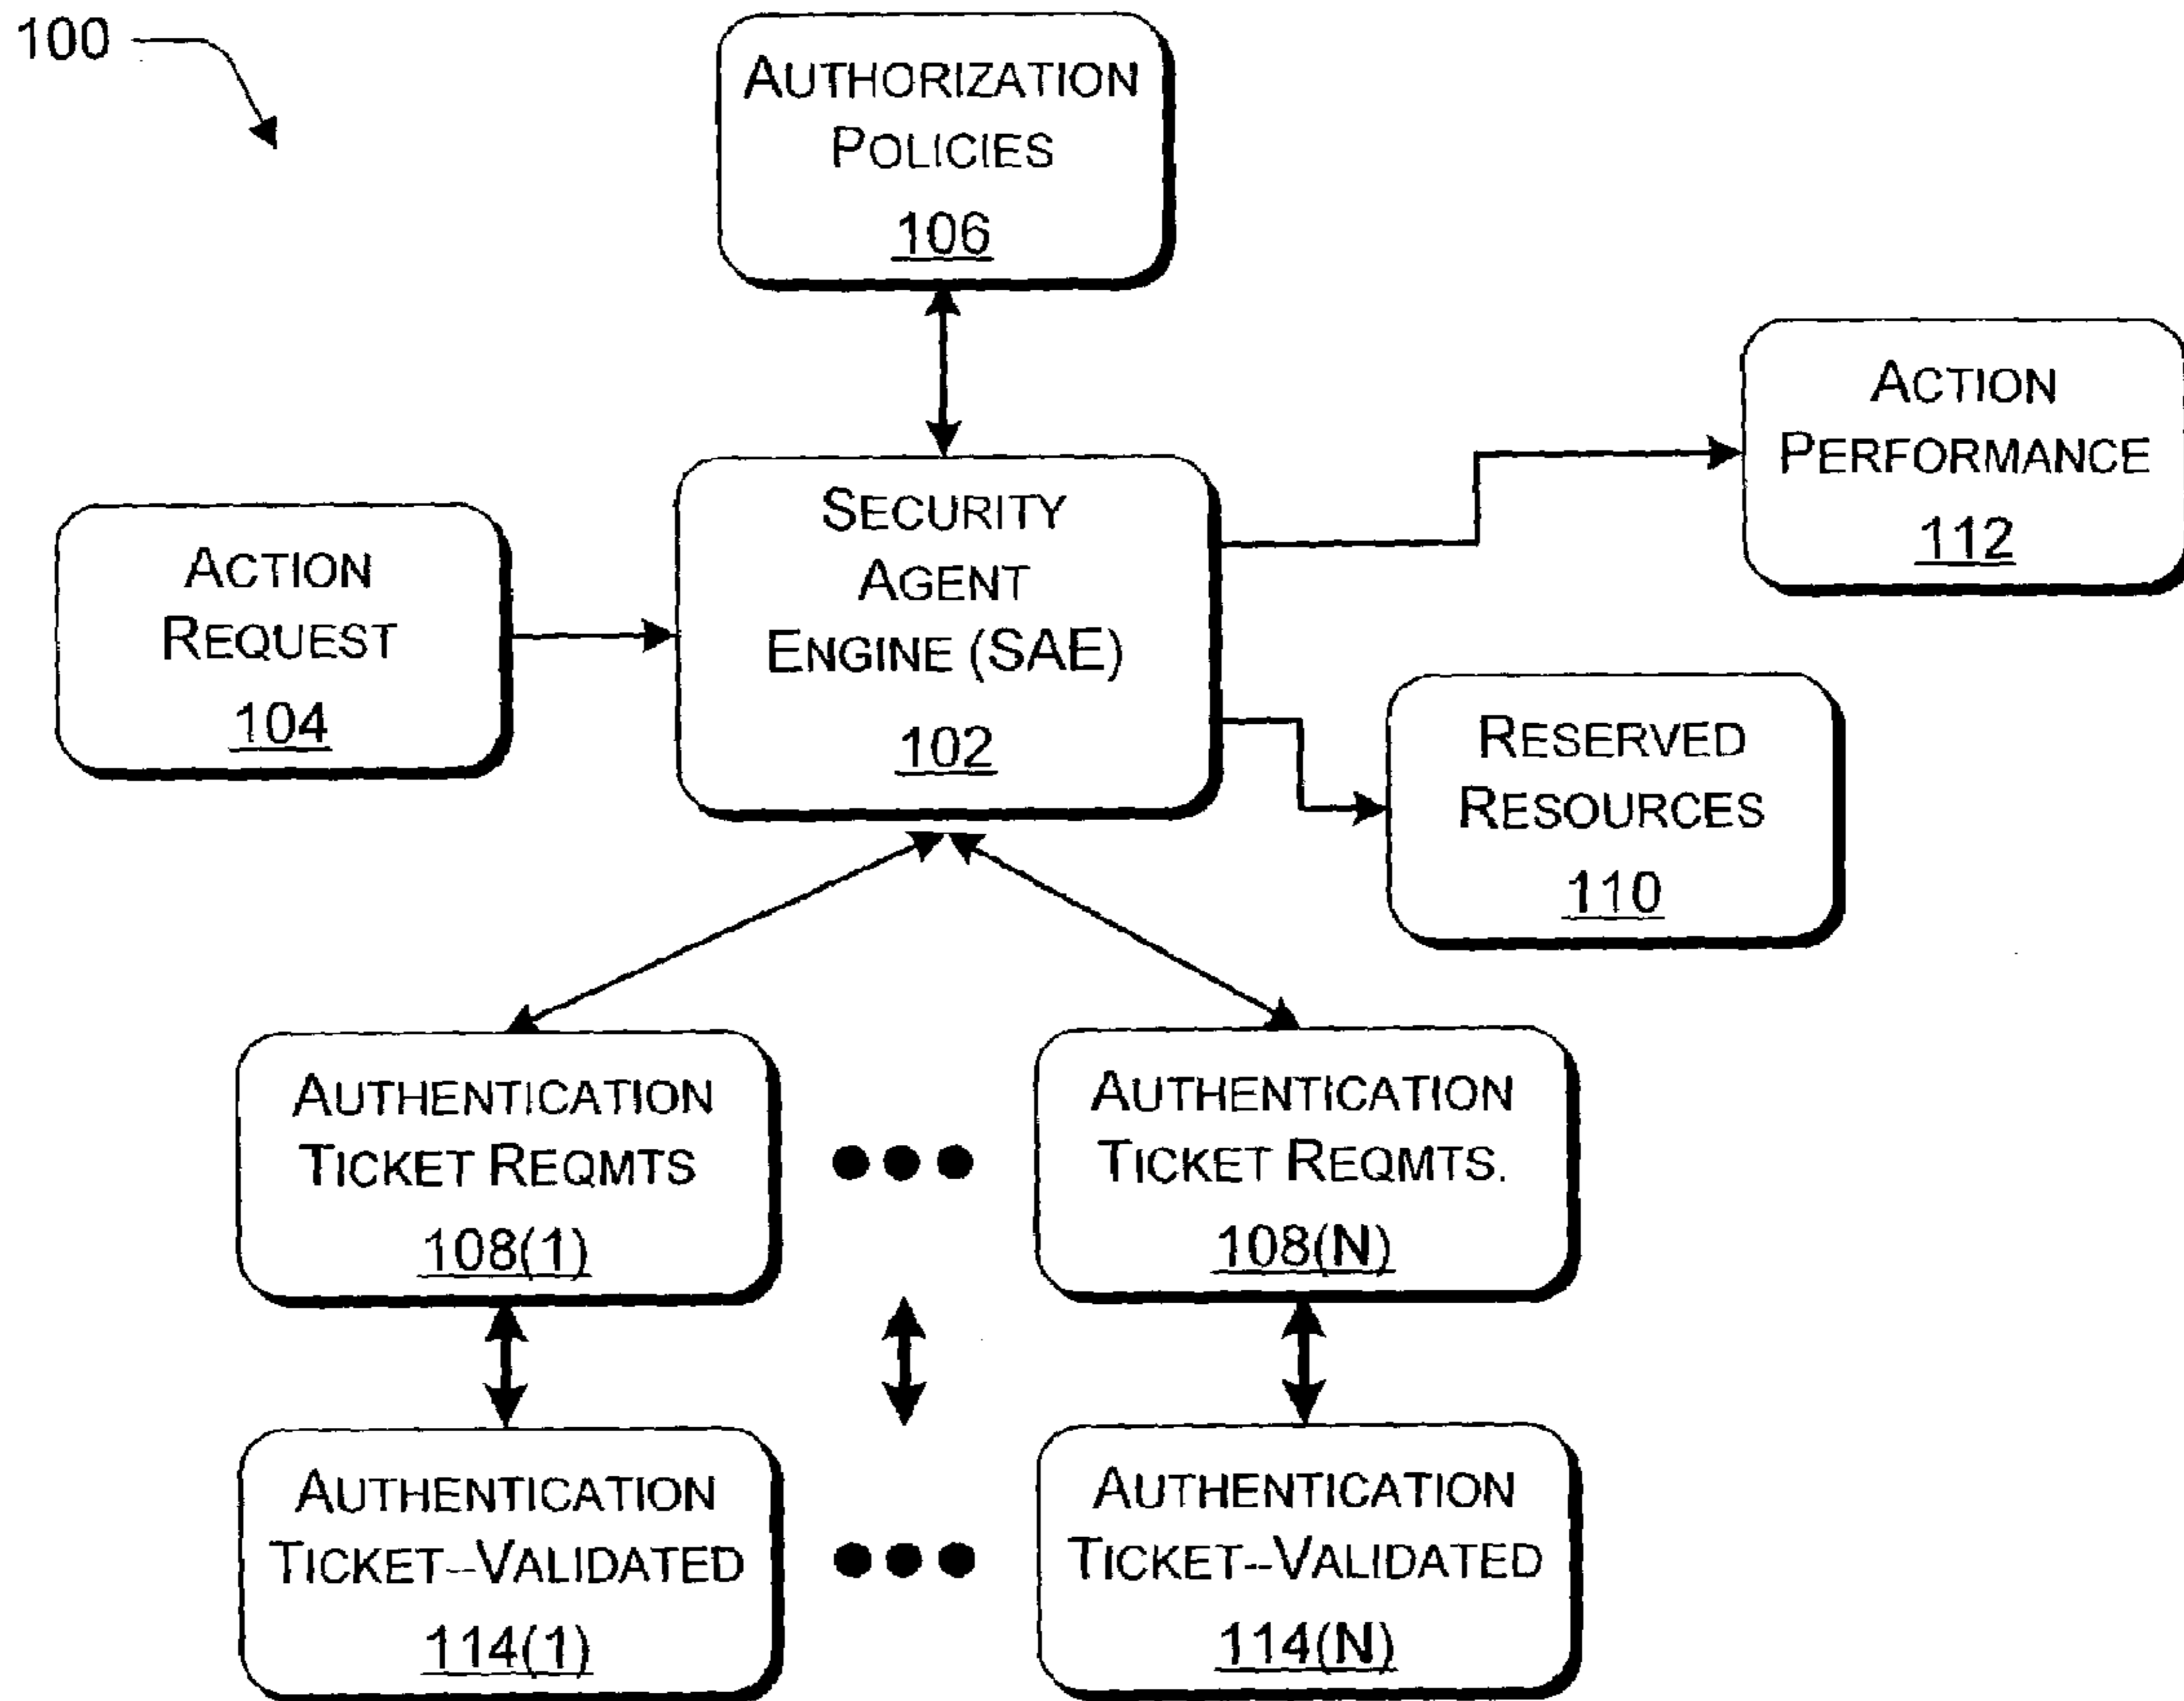 100
AUTHORIZATION
POLICIES
106
ACTION
PERFORMANCE
112
SECURITY
AGENT
ENGINE (SAE)
102
ACTION
REQUEST
104
RESERVED
RESOURCES
110
AUTHENTICATION
TICKET REQMTS
108(1)
AUTHENTICATION
TICKET REQMTS.
108(N)
AUTHENTICATION
TICKET--VALIDATED
114(1)
AUTHENTICATION
TICKET--VALIDATED
114(N)